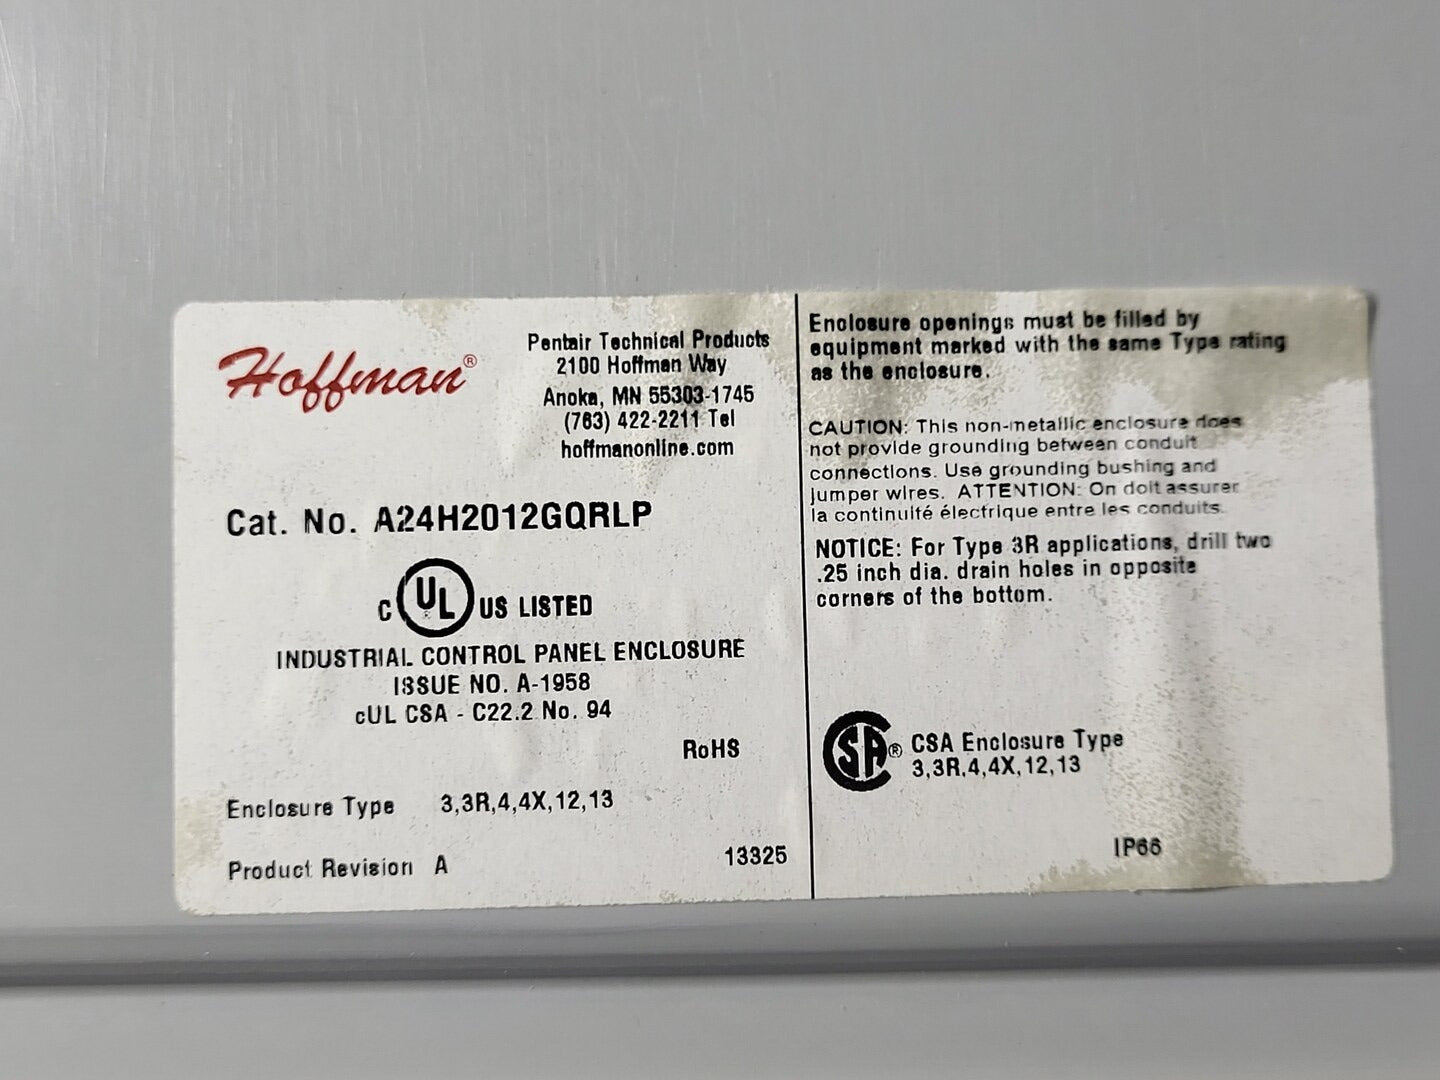 Hoffman®
Pentair Technical Products
2100 Hoffman Way
Anoka, MN 55303-1745
(763) 422-2211 Tel
hoffmanonline.com
Cat. No. A24H2012GQRLP
C UL US LISTED
INDUSTRIAL CONTROL PANEL ENCLOSURE
ISSUE NO. A-1958
cUL CSA - C22.2 No. 94
RoHS
Enclosure Type 3,3R,4,4X,12,13
Product Revision A
13325
Enclosure openings must be filled by
equipment marked with the same Type rating
as the enclosure.
CAUTION: This non-metallic enclosure does
not provide grounding between conduit
connections. Use grounding bushing and
jumper wires. ATTENTION: On doit assurer
la continuité électrique entre les conduits.
NOTICE: For Type 3R applications, drill two
.25 inch dia. drain holes in opposite
corners of the bottom.
SA® CSA Enclosure Type
3,3R,4,4X,12,13
IP66